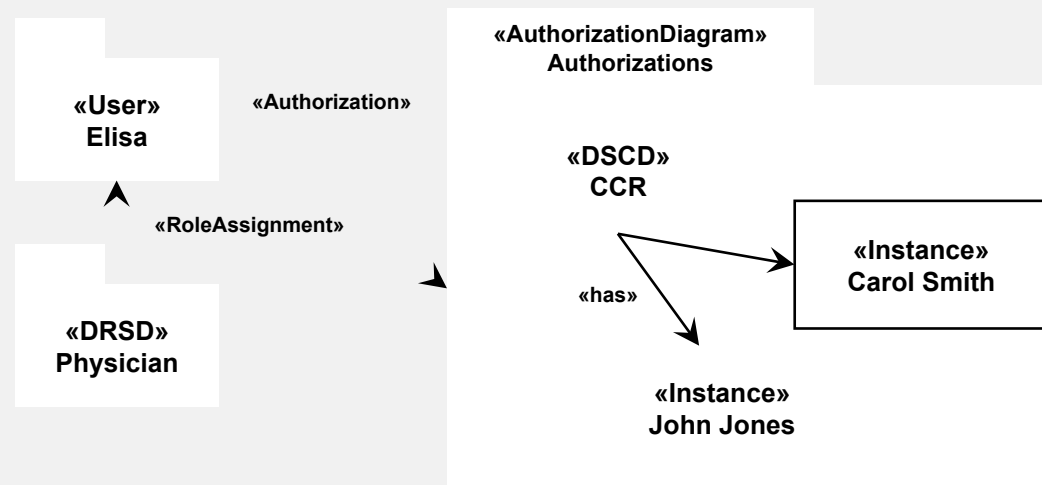 «AuthorizationDiagram»
Authorizations
«User»
Elisa
«Authorization»
«DSCD»
CCR
«RoleAssignment»
«Instance»
Carol Smith
«has»
«DRSD»
Physician
«Instance»
John Jones